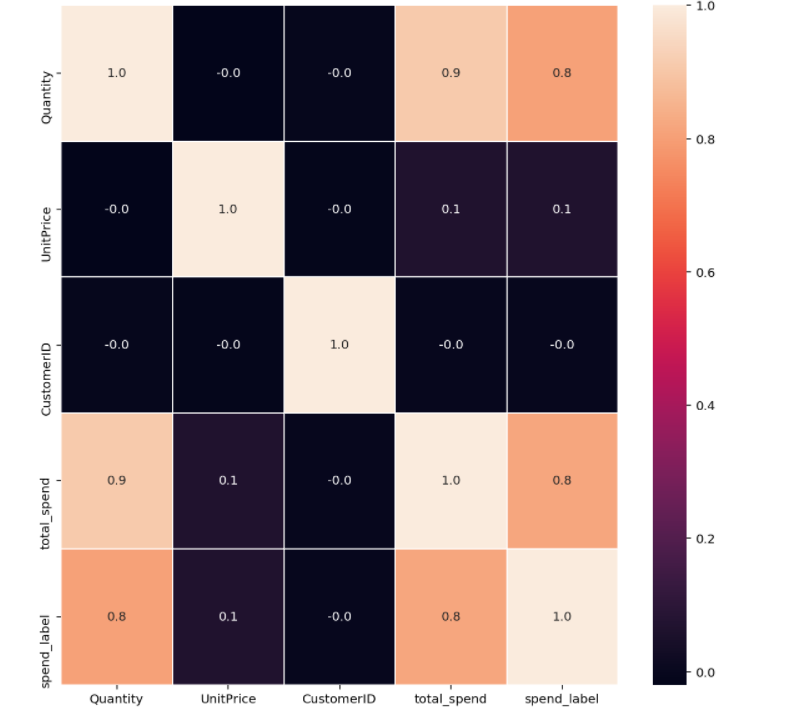 1.0
Quantity 1.0 -0.0 -0.0 0.9 0.8
0.8
UnitPrice -0.0 1.0 -0.0 0.1 0.1
0.6
CustomerID -0.0 -0.0 1.0 -0.0 -0.0
0.4
total_spend 0.9 0.1 -0.0 1.0 0.8
0.2
spend_label 0.8 0.1 -0.0 0.8 1.0
0.0
Quantity UnitPrice CustomerID total_spend spend_label